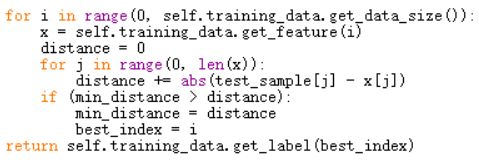 for i in range(0, self.training_data.get_data_size()):
    x = self.training_data.get_feature(i)
    distance = 0
    for j in range(0, len(x)):
        distance += abs(test_sample[j] - x[j])
    if (min_distance > distance):
        min_distance = distance
        best_index = i
return self.training_data.get_label(best_index)